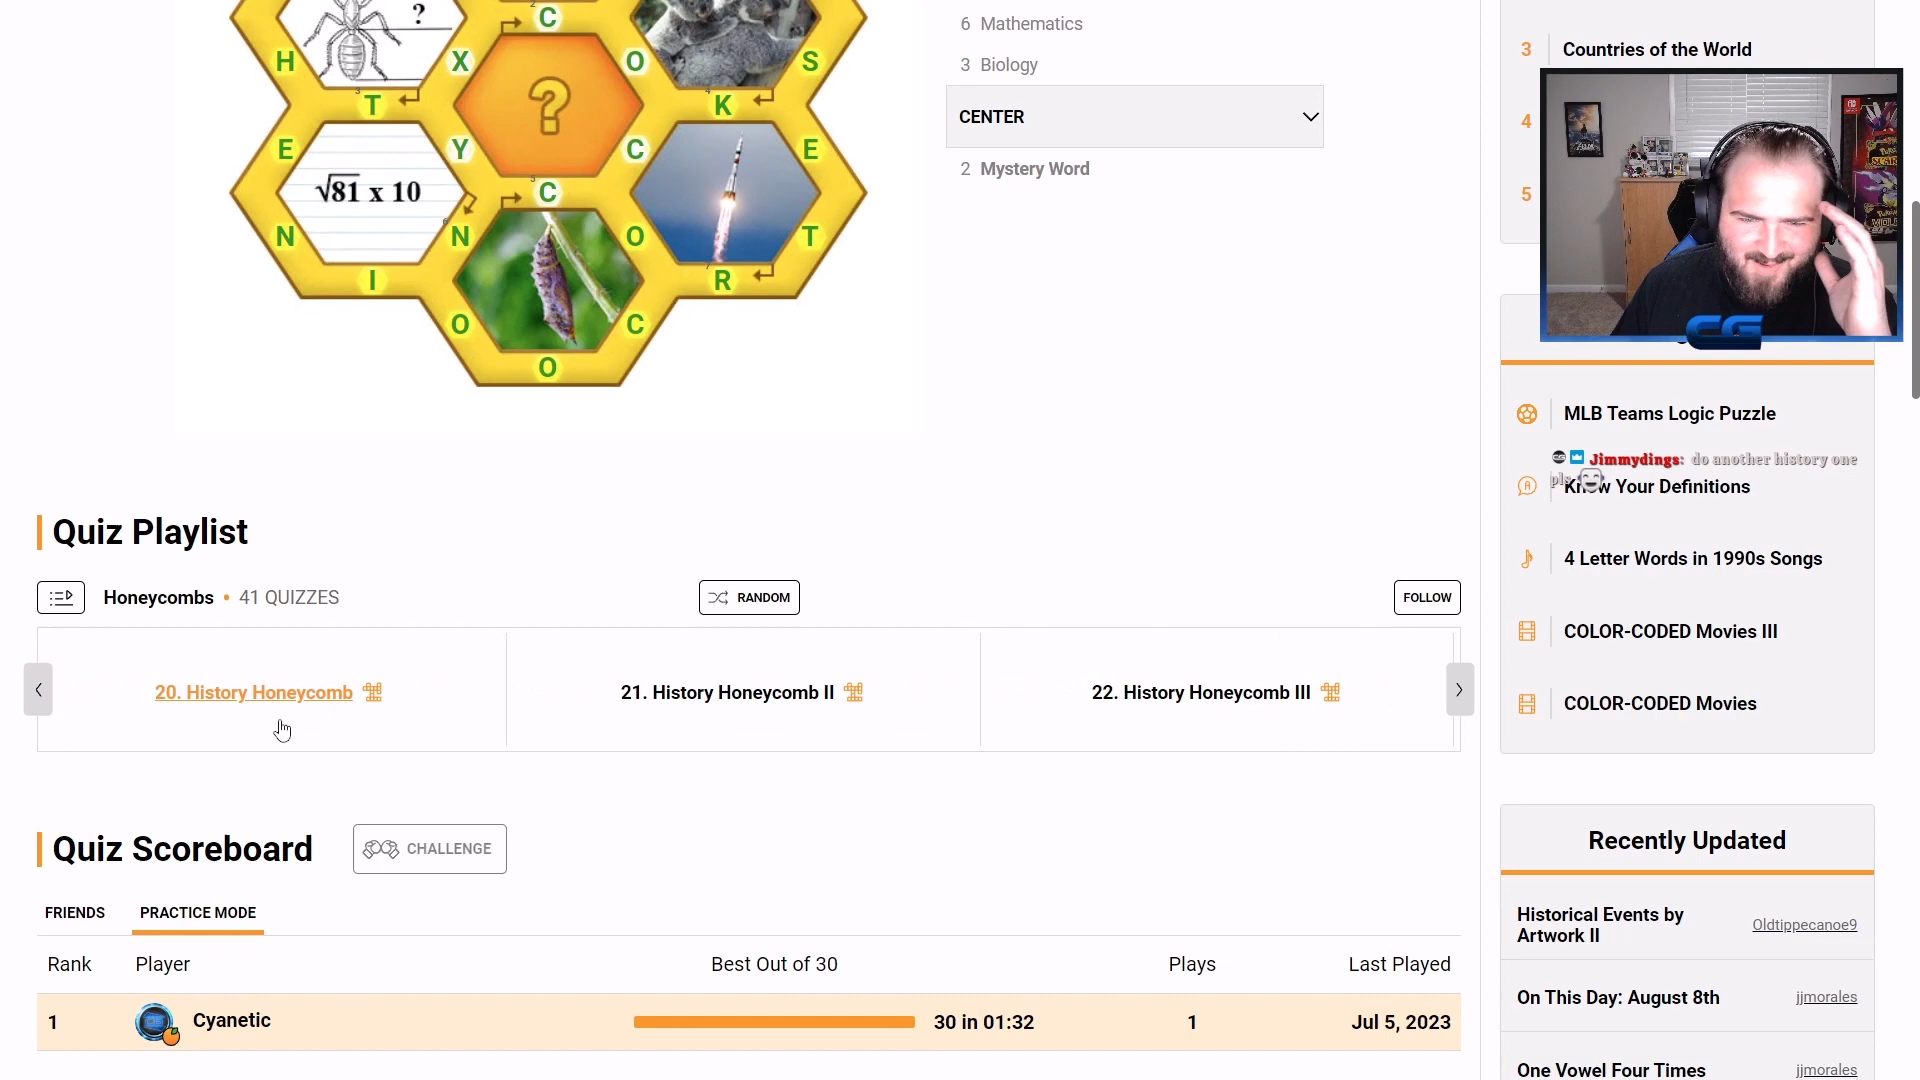 ?
C
H
X
O
S
T
K
?
E
Y
C
E
√81 x 10
C
N
N
O
T
I
R
O
C
O
6 Mathematics
3 Biology
CENTER
2 Mystery Word
3 Countries of the World
4
5
CG
MLB Teams Logic Puzzle
Jimmydings: do another history one
pls
Know Your Definitions
4 Letter Words in 1990s Songs
COLOR-CODED Movies III
COLOR-CODED Movies
Quiz Playlist
Honeycombs • 41 QUIZZES
RANDOM
FOLLOW
20. History Honeycomb
21. History Honeycomb II
22. History Honeycomb III
Quiz Scoreboard
CHALLENGE
FRIENDS
PRACTICE MODE
Rank Player Best Out of 30 Plays Last Played
1 Cyanetic 30 in 01:32 1 Jul 5, 2023
Recently Updated
Historical Events by
Artwork II
Oldtippecanoe9
On This Day: August 8th jjmorales
One Vowel Four Times jjmorales